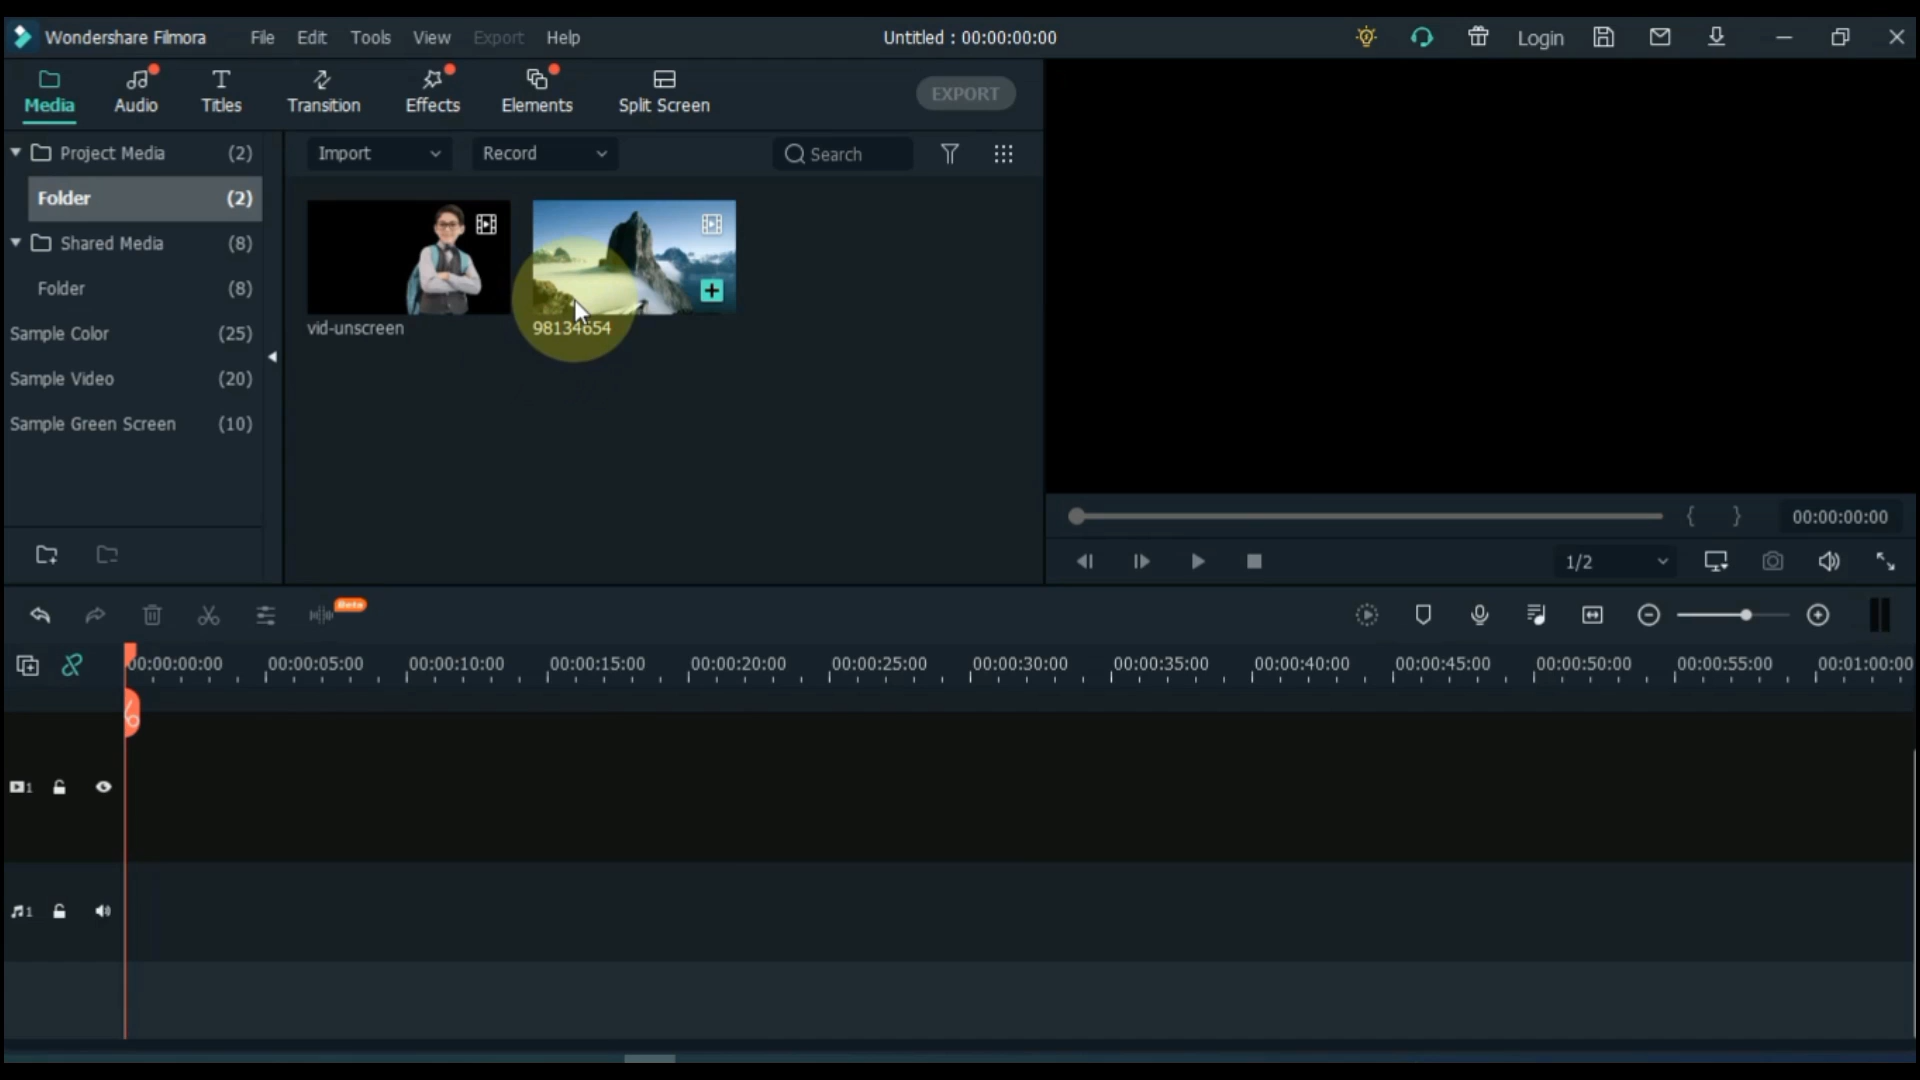 Wondershare Filmora File Edit Tools View Export Help Untitled : 00:00:00:00 Login
Media Audio Titles Transition Effects Elements Split Screen EXPORT
Project Media (2)
Folder (2)
Shared Media (8)
Folder (8)
Sample Color (25)
Sample Video (20)
Sample Green Screen (10)
Import Record Search
vid-unscreen 98134654
00:00:00:00
1/2
Beta
00:00:00:00 00:00:05:00 00:00:10:00 00:00:15:00 00:00:20:00 00:00:25:00 00:00:30:00 00:00:35:00 00:00:40:00 00:00:45:00 00:00:50:00 00:00:55:00 00:01:00:00
1
1